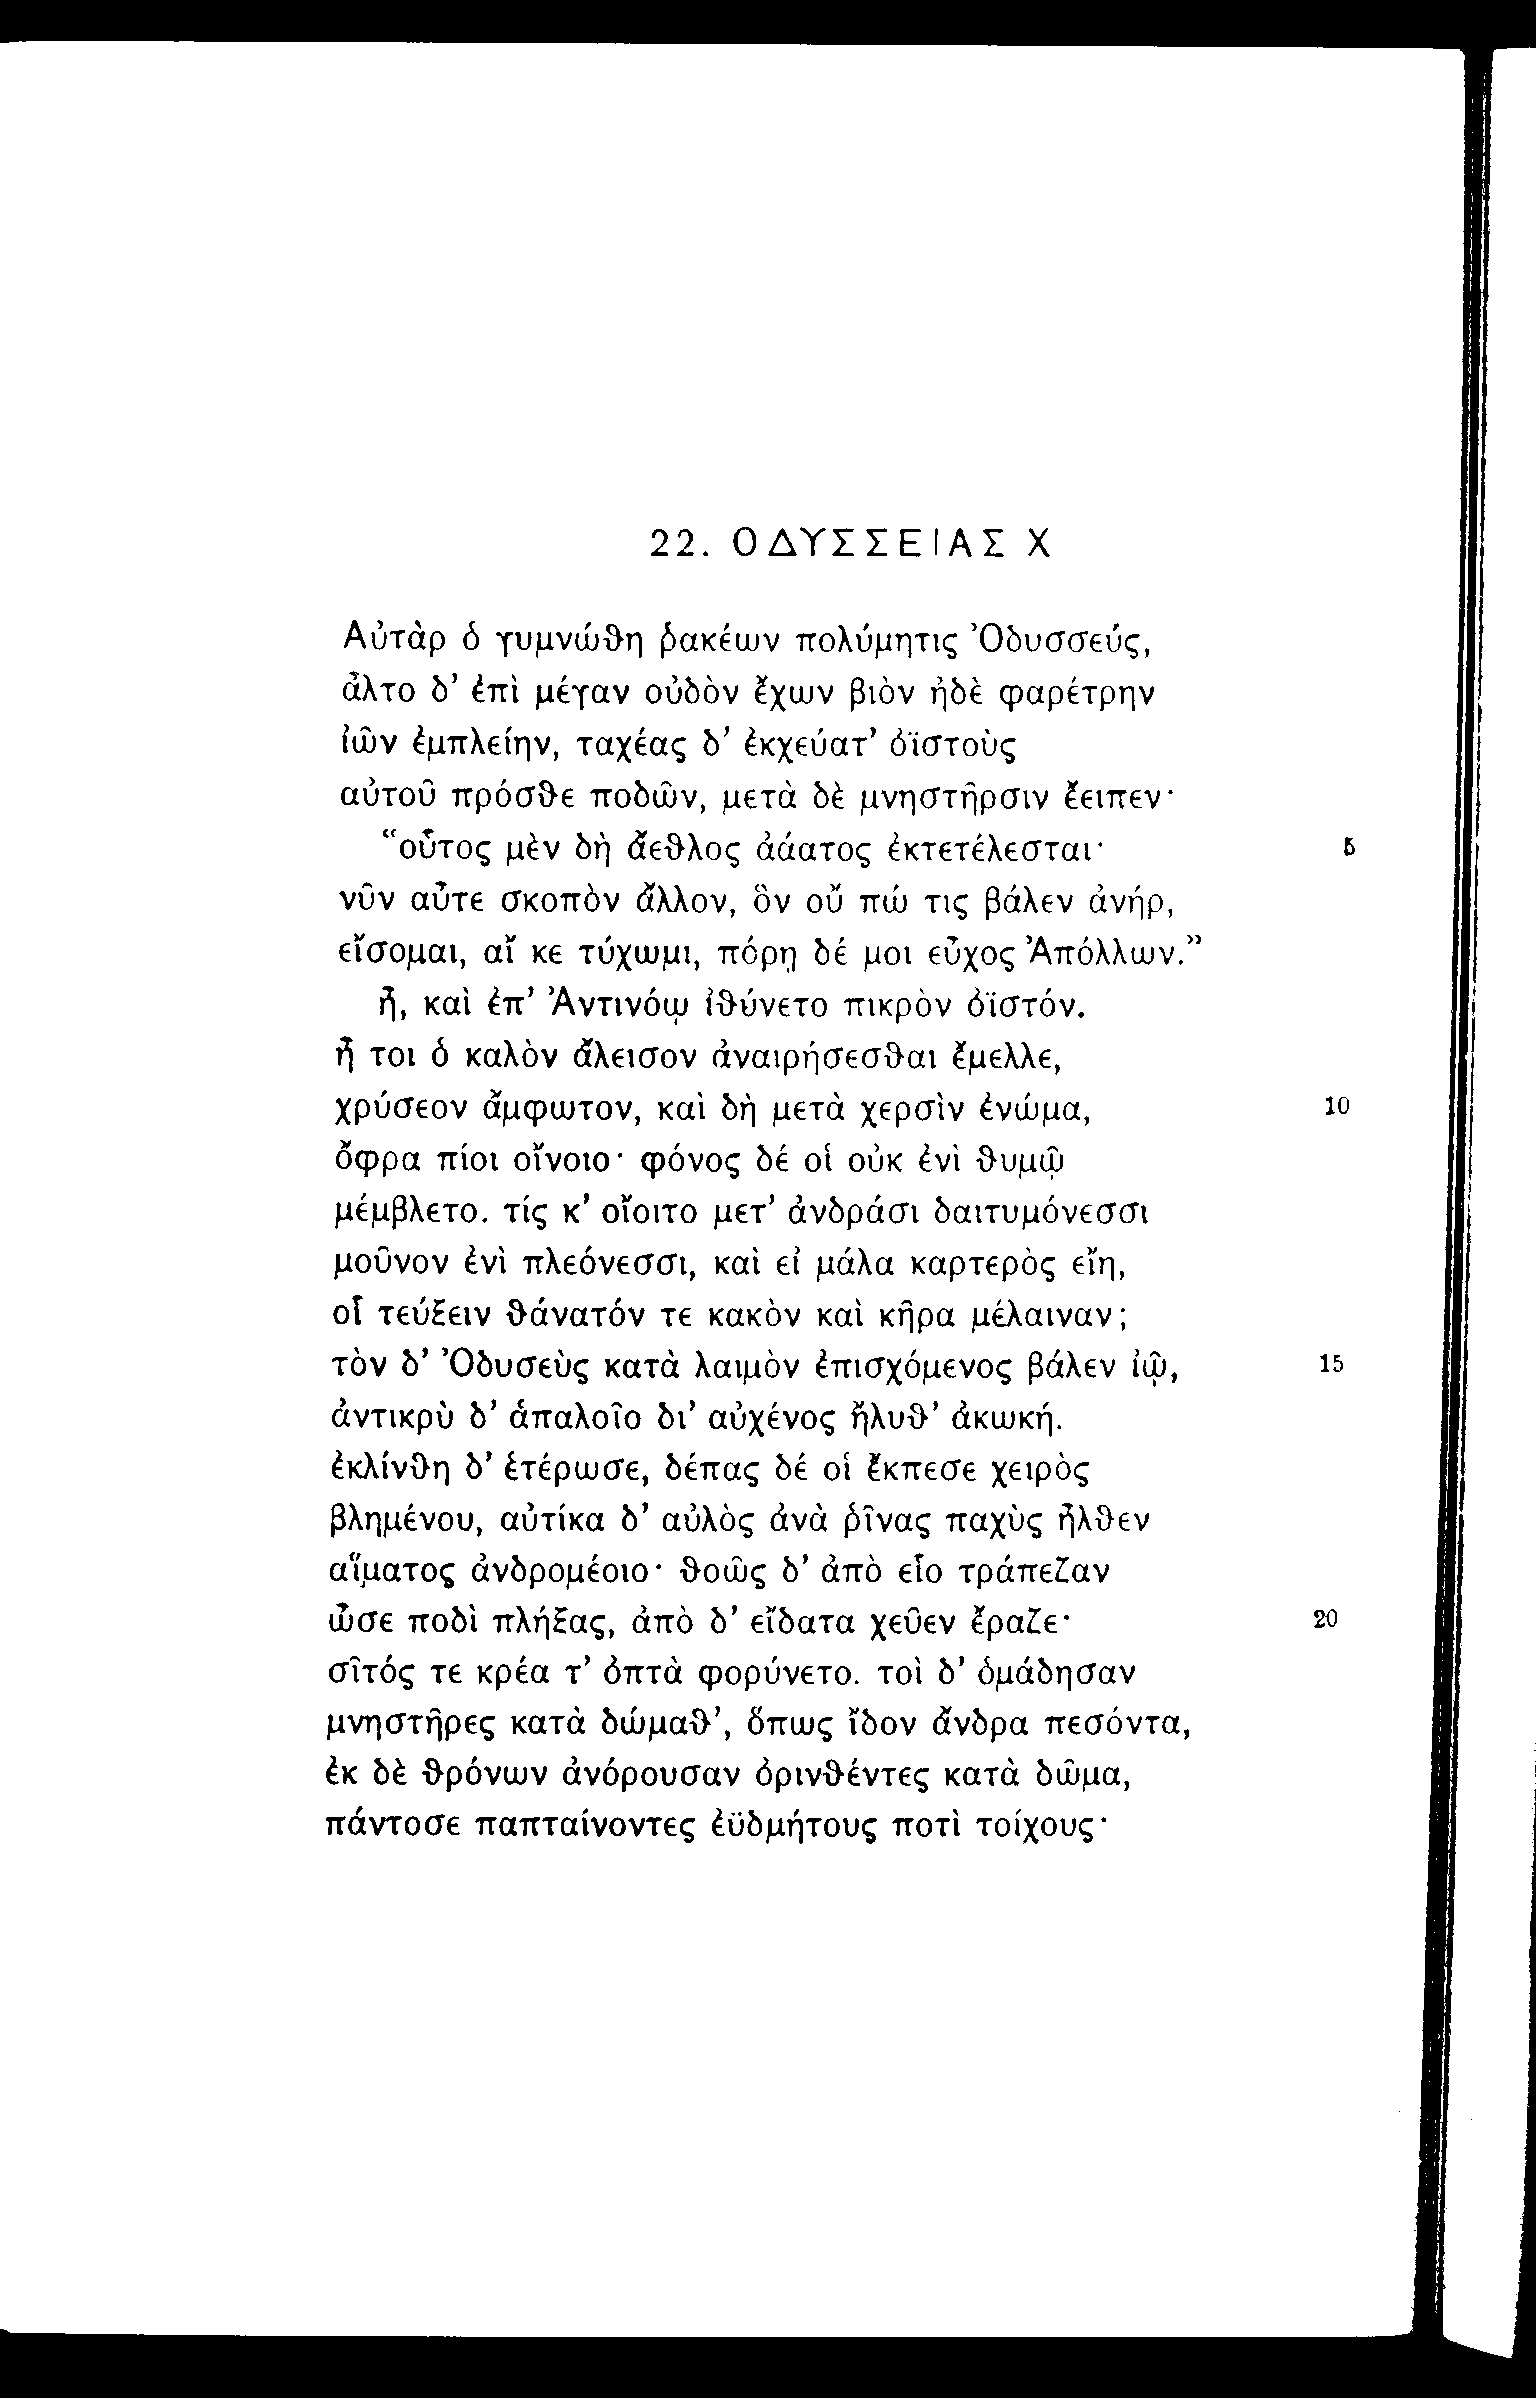 22. ΟΔΥΣΣΕΙΑΣ Χ
Αὐτὰρ ὁ γυμνώθη ῥακέων πολύμητις Ὀδυσσεύς,
ἆλτο δ’ ἐπὶ μέγαν οὐδὸν ἔχων βιὸν ἠδὲ φαρέτρην
ἰῶν ἐμπλείην, ταχέας δ’ ἐκχεύατ’ ὀϊστοὺς
αὐτοῦ πρόσθε ποδῶν, μετὰ δὲ μνηστῆρσιν ἔειπεν·
“οὗτος μὲν δὴ ἄεθλος ἀάατος ἐκτετέλεσται· 5
νῦν αὖτε σκοπὸν ἄλλον, ὃν οὔ πώ τις βάλεν ἀνήρ,
εἴσομαι, αἴ κε τύχωμι, πόρῃ δέ μοι εὖχος Ἀπόλλων.”
ἦ, καὶ ἐπ’ Ἀντινόῳ ἰθύνετο πικρὸν ὀϊστόν.
ἦ τοι ὁ καλὸν ἄλεισον ἀναιρήσεσθαι ἔμελλε,
χρύσεον ἄμφωτον, καὶ δὴ μετὰ χερσὶν ἐνώμα, 10
ὄφρα πίοι οἴνοιο· φόνος δέ οἱ οὐκ ἐνὶ θυμῷ
μέμβλετο. τίς κ’ οἴοιτο μετ’ ἀνδράσι δαιτυμόνεσσι
μοῦνον ἐνὶ πλεόνεσσι, καὶ εἰ μάλα καρτερὸς εἴη,
οἷ τεύξειν θάνατόν τε κακὸν καὶ κῆρα μέλαιναν;
τὸν δ’ Ὀδυσεὺς κατὰ λαιμὸν ἐπισχόμενος βάλεν ἰῷ, 15
ἀντικρὺ δ’ ἁπαλοῖο δι’ αὐχένος ἤλυθ’ ἀκωκή.
ἐκλίνθη δ’ ἑτέρωσε, δέπας δέ οἱ ἔκπεσε χειρὸς
βλημένου, αὐτίκα δ’ αὐλὸς ἀνὰ ῥῖνας παχὺς ἦλθεν
αἵματος ἀνδρομέοιο· θοῶς δ’ ἀπὸ εἷο τράπεζαν
ὦσε ποδὶ πλήξας, ἀπὸ δ’ εἴδατα χεῦεν ἔραζε· 20
σῖτός τε κρέα τ’ ὀπτὰ φορύνετο. τοὶ δ’ ὁμάδησαν
μνηστῆρες κατὰ δώμαθ’, ὅπως ἴδον ἄνδρα πεσόντα,
ἐκ δὲ θρόνων ἀνόρουσαν ὀρινθέντες κατὰ δῶμα,
πάντοσε παπταίνοντες ἐϋδμήτους ποτὶ τοίχους·